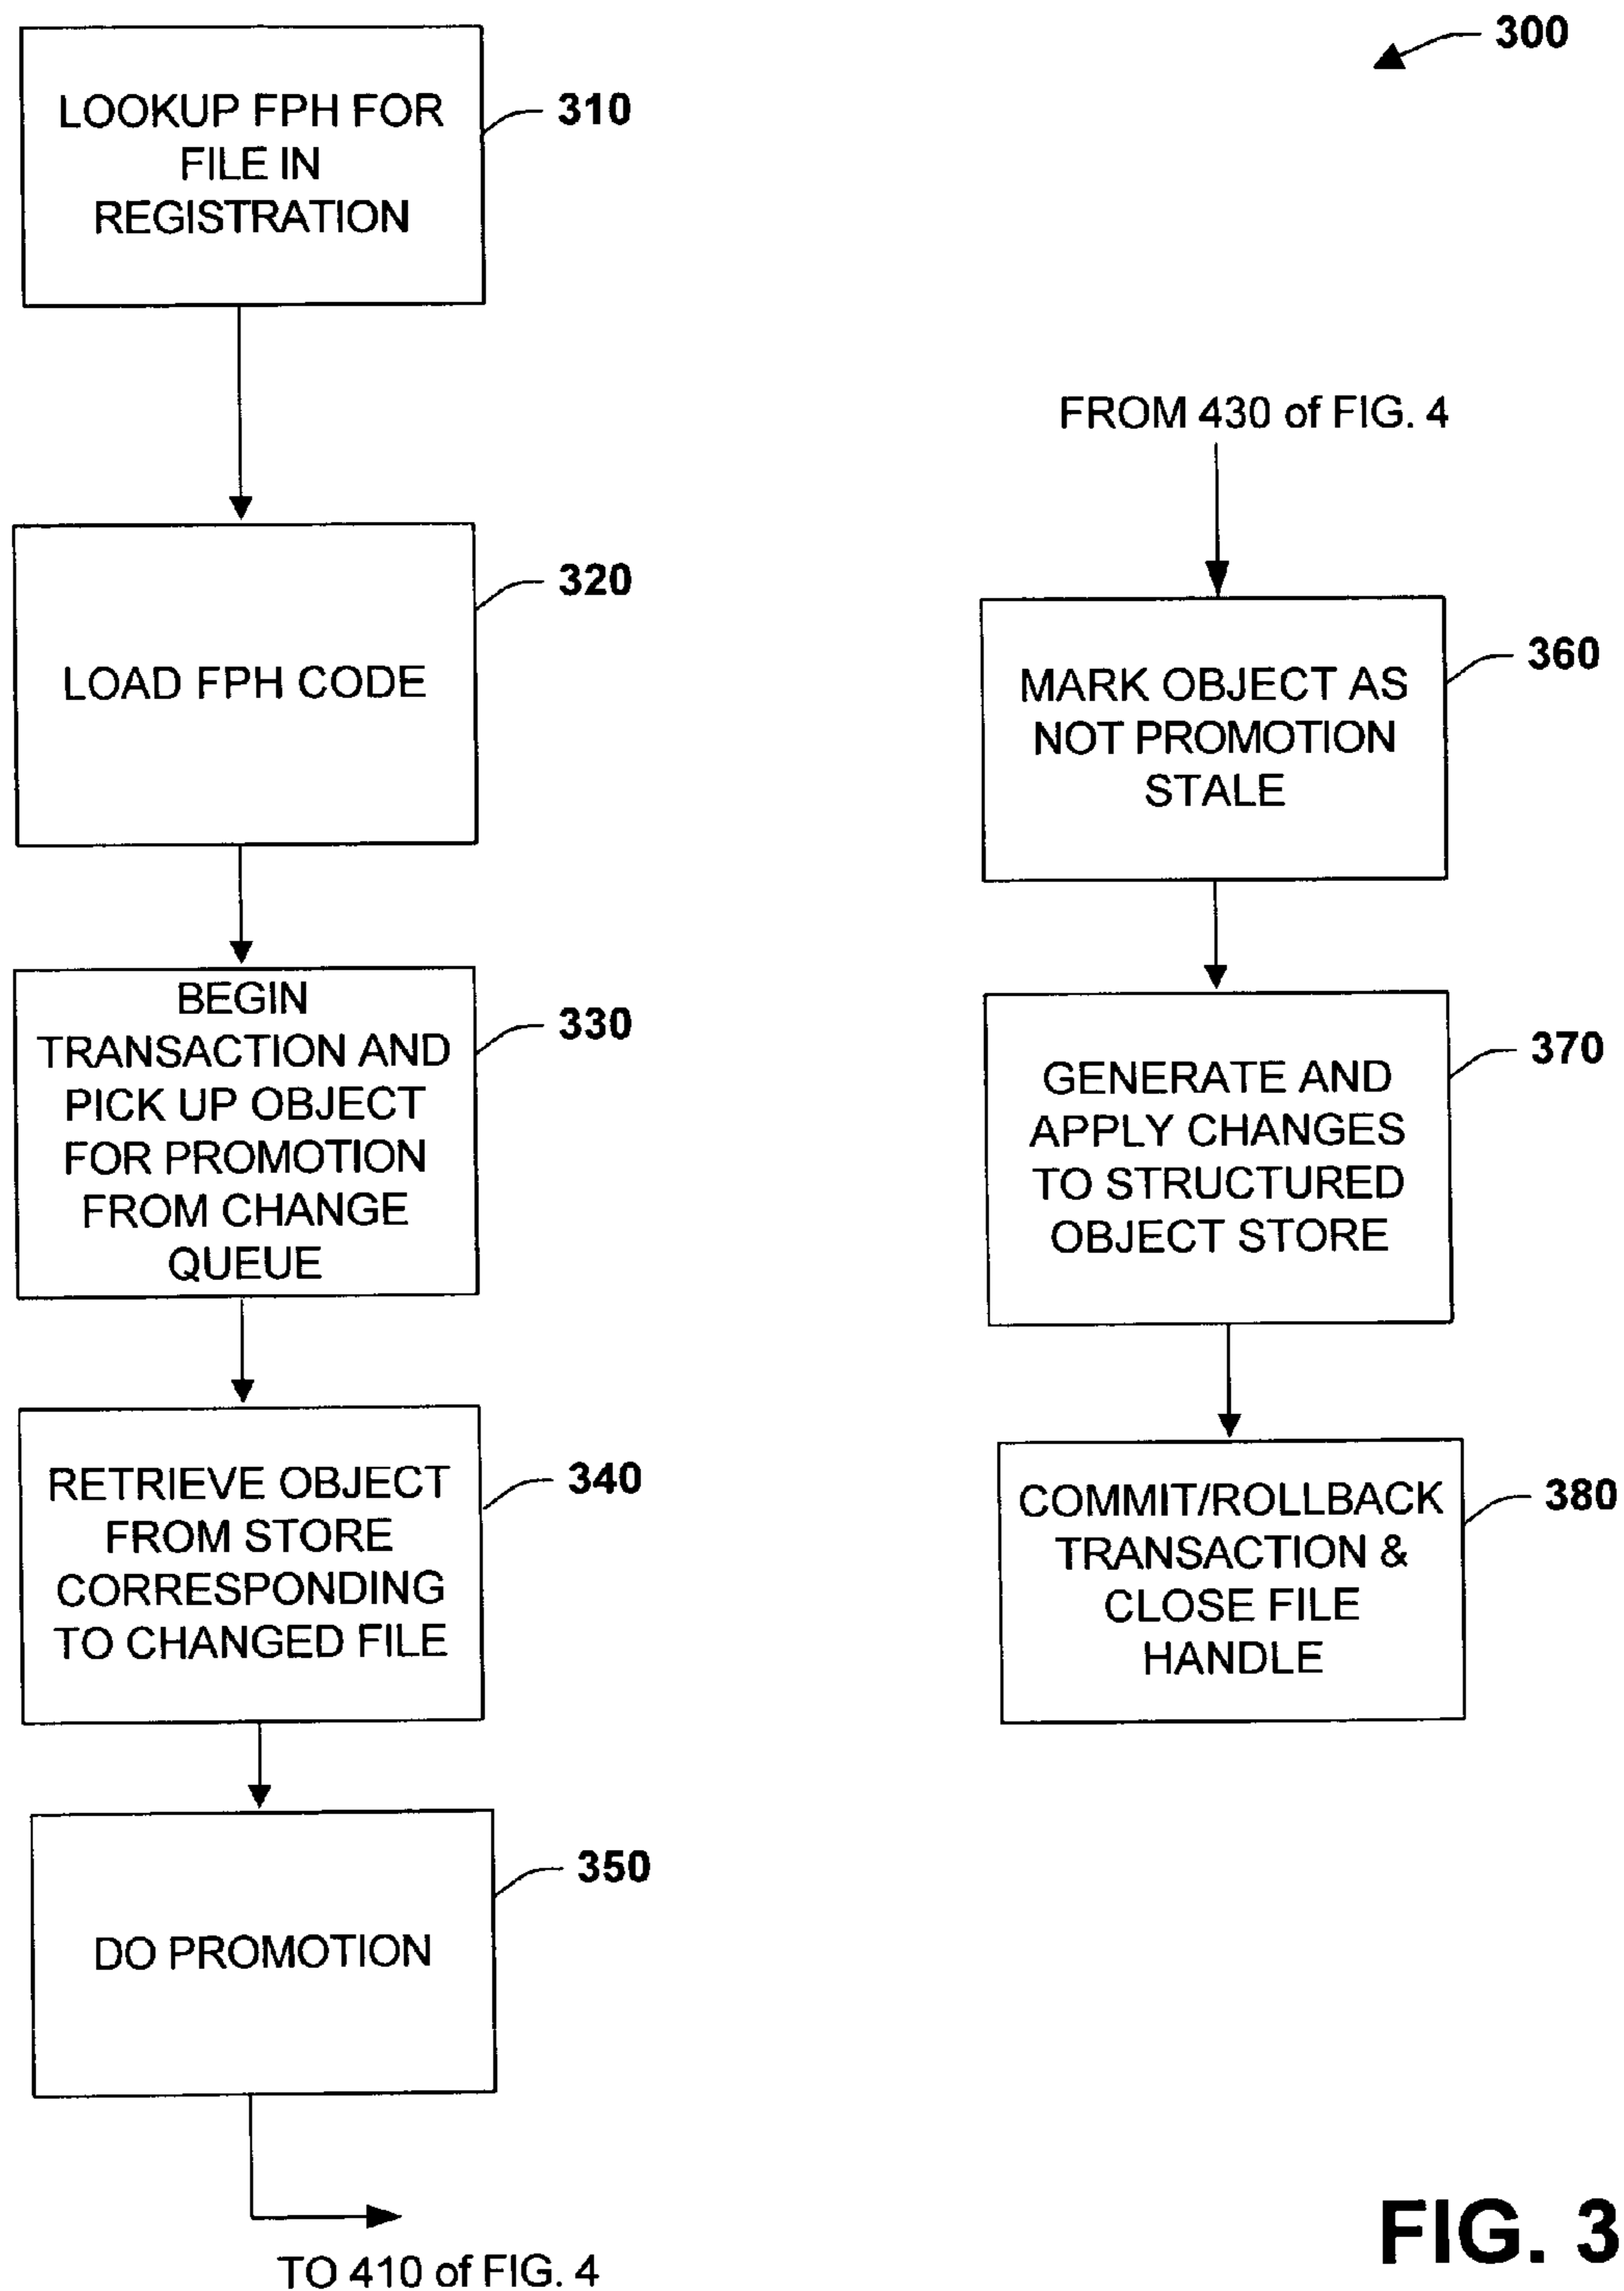 300
LOOKUP FPH FOR
FILE IN
REGISTRATION
310
LOAD FPH CODE
320
BEGIN
TRANSACTION AND
PICK UP OBJECT
FOR PROMOTION
FROM CHANGE
QUEUE
330
RETRIEVE OBJECT
FROM STORE
CORRESPONDING
TO CHANGED FILE
340
DO PROMOTION
350
TO 410 of FIG. 4
FROM 430 of FIG. 4
MARK OBJECT AS
NOT PROMOTION
STALE
360
GENERATE AND
APPLY CHANGES
TO STRUCTURED
OBJECT STORE
370
COMMIT/ROLLBACK
TRANSACTION &
CLOSE FILE
HANDLE
380
FIG. 3